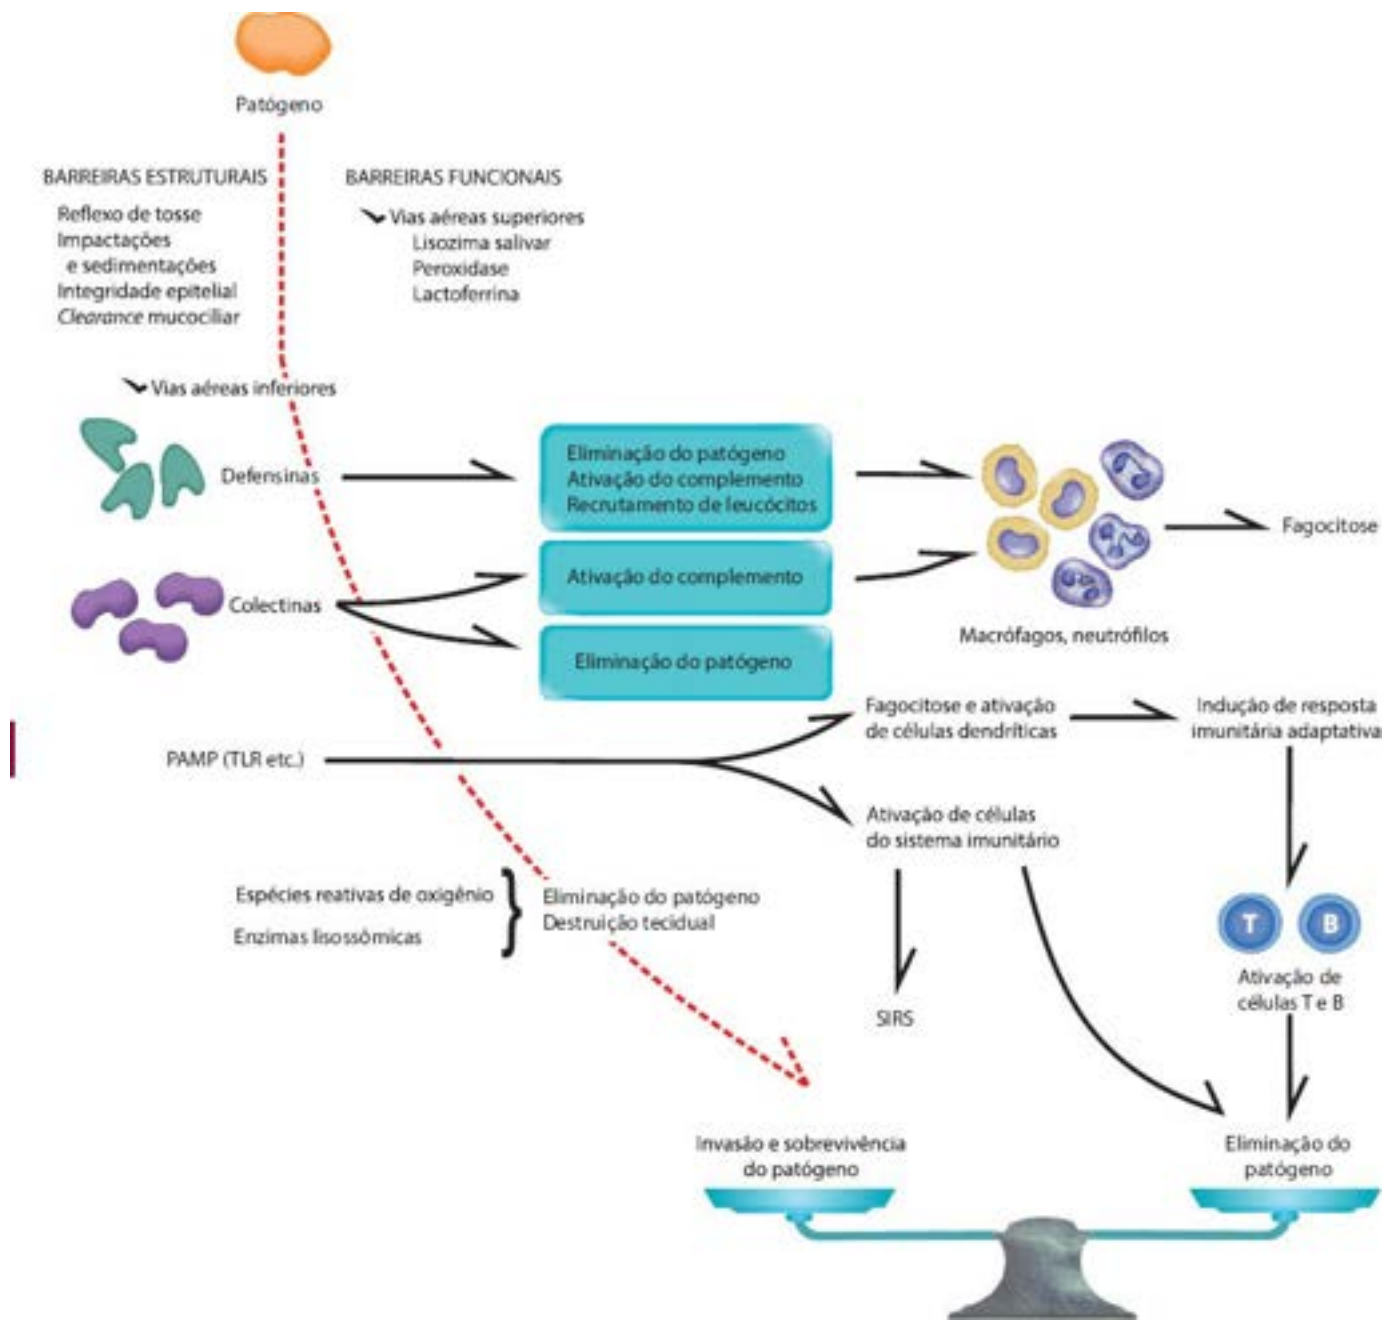 Patógeno
BARREIRAS ESTRUTURAIS
Reflexo de tosse
Impactações
e sedimentações
Integridade epitelial
Clearance mucociliar
BARREIRAS FUNCIONAIS
Vias aéreas superiores
Lisozima salivar
Peroxidase
Lactoferrina
Vias aéreas inferiores
Defensinas
Eliminação do patógeno
Ativação do complemento
Recrutamento de leucócitos
Fagocitose
Colectinas
Ativação do complemento
Eliminação do patógeno
Macrófagos, neutrófilos
PAMP (TLR etc.)
Fagocitose e ativação
de células dendríticas
Indução de resposta
imunitária adaptativa
Ativação de células
do sistema imunitário
Espécies reativas de oxigênio
Enzimas lisossômicas
Eliminação do patógeno
Destruição tecidual
T
B
Ativação de
células T e B
SIRS
Invasão e sobrevivência
do patógeno
Eliminação do
patógeno